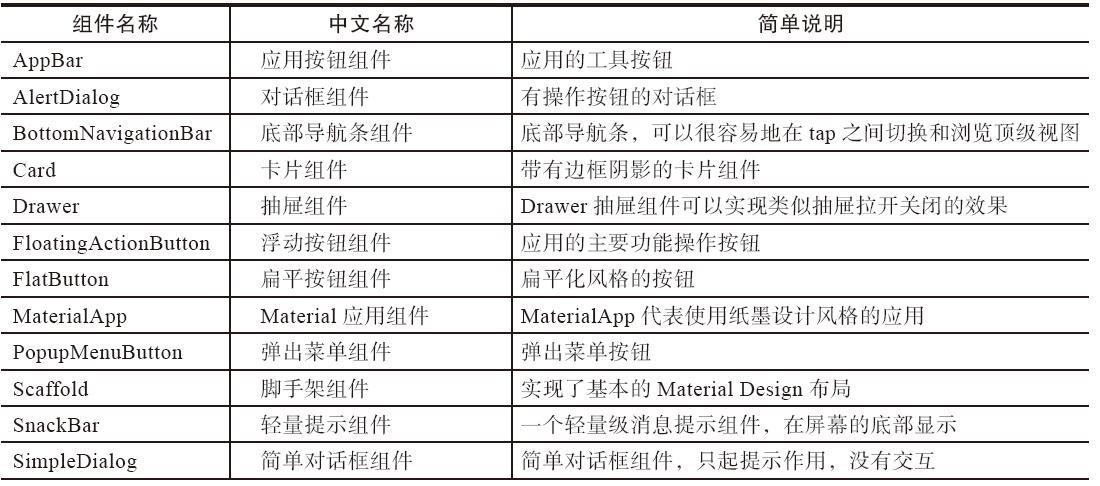 组件名称 中文名称 简单说明
AppBar 应用按钮组件 应用的工具按钮
AlertDialog 对话框组件 有操作按钮的对话框
BottomNavigationBar 底部导航条组件 底部导航条，可以很容易地在 tap 之间切换和浏览顶级视图
Card 卡片组件 带有边框阴影的卡片组件
Drawer 抽屉组件 Drawer 抽屉组件可以实现类似抽屉拉开关闭的效果
FloatingActionButton 浮动按钮组件 应用的主要功能操作按钮
FlatButton 扁平按钮组件 扁平化风格的按钮
MaterialApp Material 应用组件 MaterialApp 代表使用纸墨设计风格的应用
PopupMenuButton 弹出菜单组件 弹出菜单按钮
Scaffold 脚手架组件 实现了基本的 Material Design 布局
SnackBar 轻量提示组件 一个轻量级消息提示组件，在屏幕的底部显示
SimpleDialog 简单对话框组件 简单对话框组件，只起提示作用，没有交互